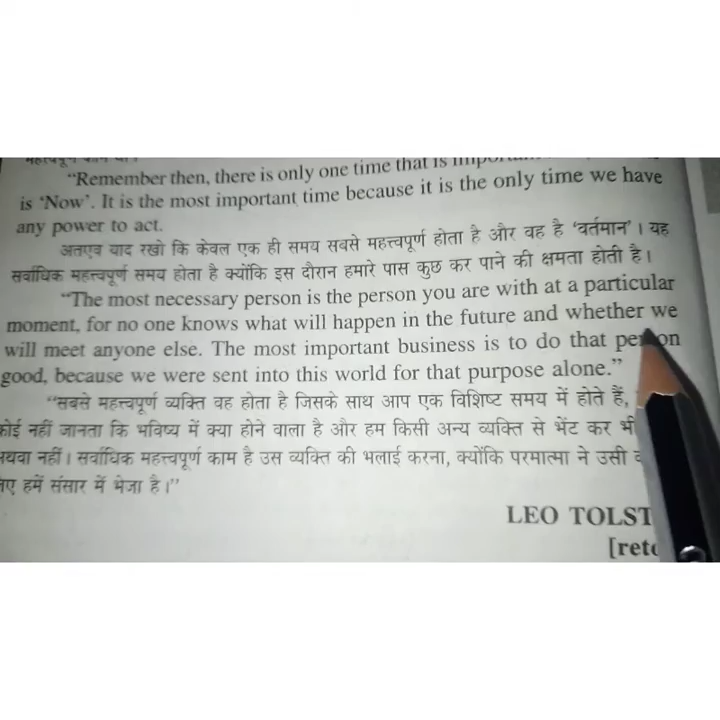 "Remember then, there is only one time that is
is 'Now'. It is the most important time because it is the only time we have
any power to act.
अतएव याद रखो कि केवल एक ही समय सबसे महत्त्वपूर्ण होता है और वह है 'वर्तमान'। यह
सर्वाधिक महत्त्वपूर्ण समय होता है क्योंकि इस दौरान हमारे पास कुछ कर पाने की क्षमता होती है।
"The most necessary person is the person you are with at a particular
moment, for no one knows what will happen in the future and whether we
will meet anyone else. The most important business is to do that person
good, because we were sent into this world for that purpose alone."
"सबसे महत्त्वपूर्ण व्यक्ति वह होता है जिसके साथ आप एक विशिष्ट समय में होते हैं,
कोई नहीं जानता कि भविष्य में क्या होने वाला है और हम किसी अन्य व्यक्ति से भेंट कर भी
नहीं। सर्वाधिक महत्त्वपूर्ण काम है उस व्यक्ति की भलाई करना, क्योंकि परमात्मा ने उसी
हमें संसार में भेजा है।"
LEO